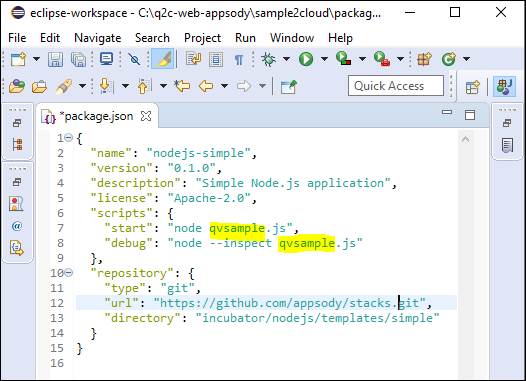 eclipse-workspace - C:\q2c-web-appsody\sample2cloud\packag...
File Edit Navigate Search Project Run Window Help
Quick Access
*package.json
1 {
2 "name": "nodejs-simple",
3 "version": "0.1.0",
4 "description": "Simple Node.js application",
5 "license": "Apache-2.0",
6 "scripts": {
7 "start": "node qvsample.js",
8 "debug": "node --inspect qvsample.js"
9 },
10 "repository": {
11 "type": "git",
12 "url": "https://github.com/appsody/stacks.git",
13 "directory": "incubator/nodejs/templates/simple"
14 }
15 }
16